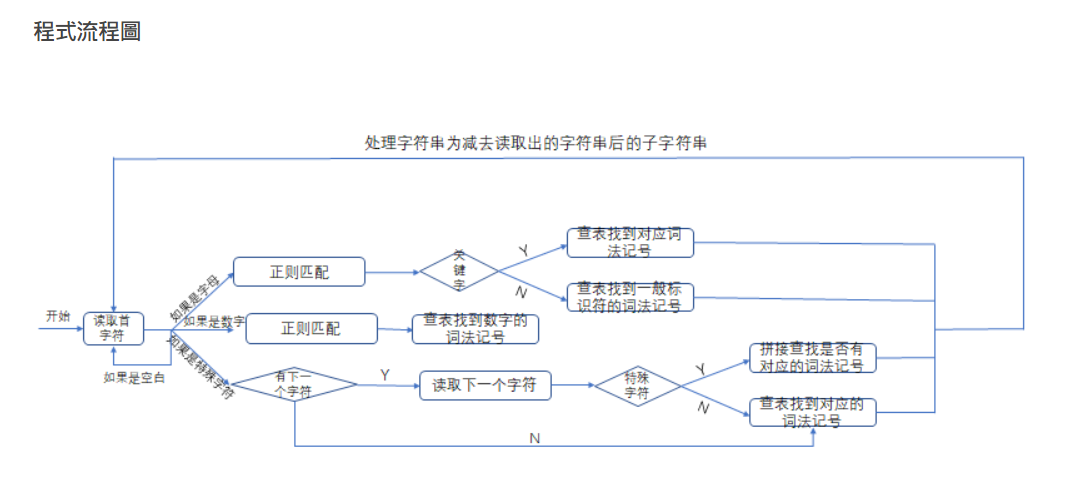 程式流程圖
处理字符串为减去读取出的字符串后的子字符串
开始
读取首
字符
如果是空白
如果是字母
如果是数字
如果是特殊字符
正则匹配
关
键
字
Y
查表找到对应词
法记号
N
查表找到一般标
识符的词法记号
正则匹配
查表找到数字的
词法记号
有下一
个字符
Y
读取下一个字符
特殊
字符
Y
拼接查找是否有
对应的词法记号
N
查表找到对应的
词法记号
N